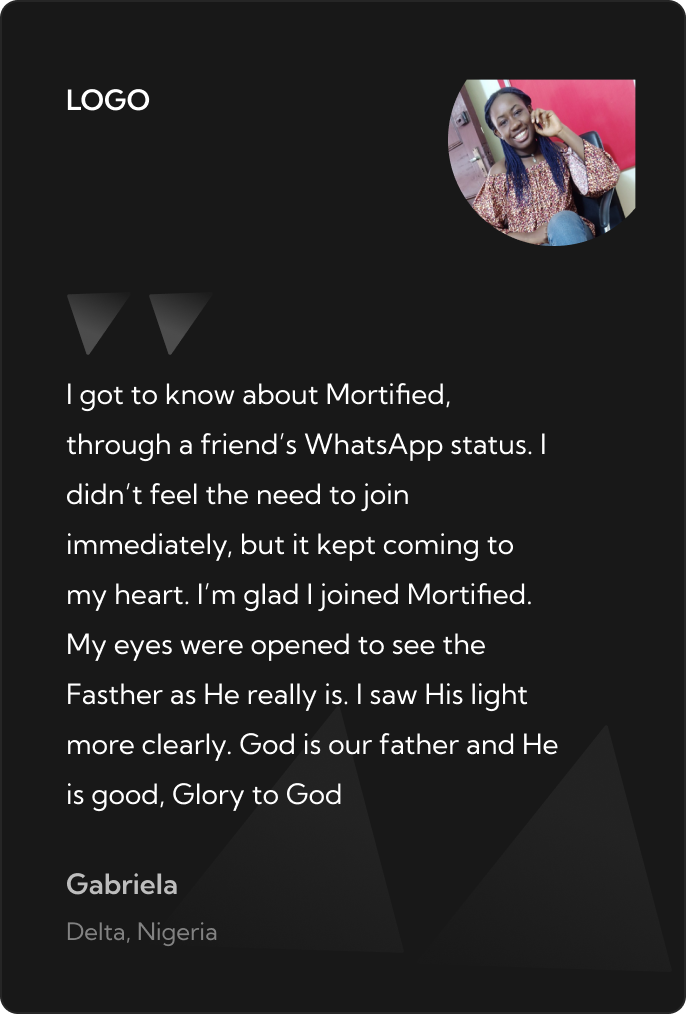 LOGO
I got to know about Mortified,
through a friend’s WhatsApp status. I
didn’t feel the need to join
immediately, but it kept coming to
my heart. I’m glad I joined Mortified.
My eyes were opened to see the
Fasther as He really is. I saw His light
more clearly. God is our father and He
is good, Glory to God
Gabriela
Delta, Nigeria